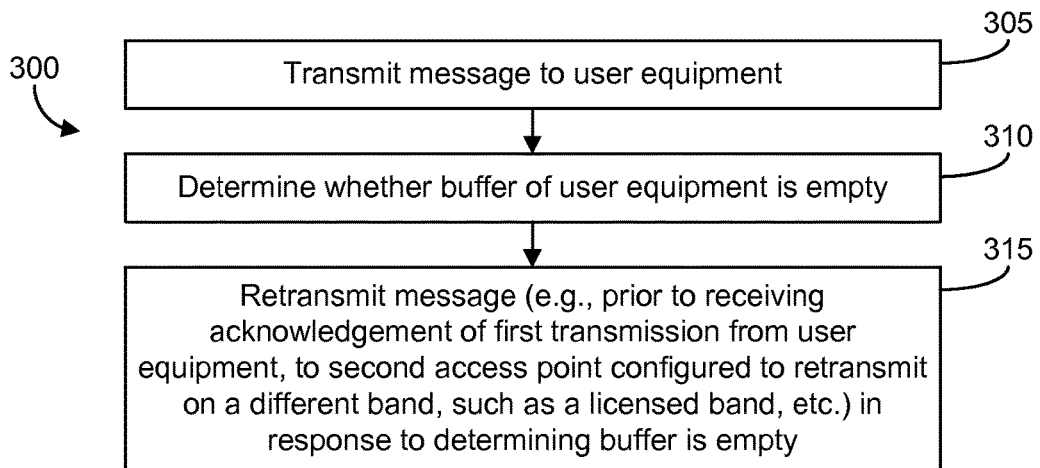 305
300
Transmit message to user equipment
310
Determine whether buffer of user equipment is empty
315
Retransmit message (e.g., prior to receiving
acknowledgement of first transmission from user
equipment, to second access point configured to retransmit
on a different band, such as a licensed band, etc.) in
response to determining buffer is empty